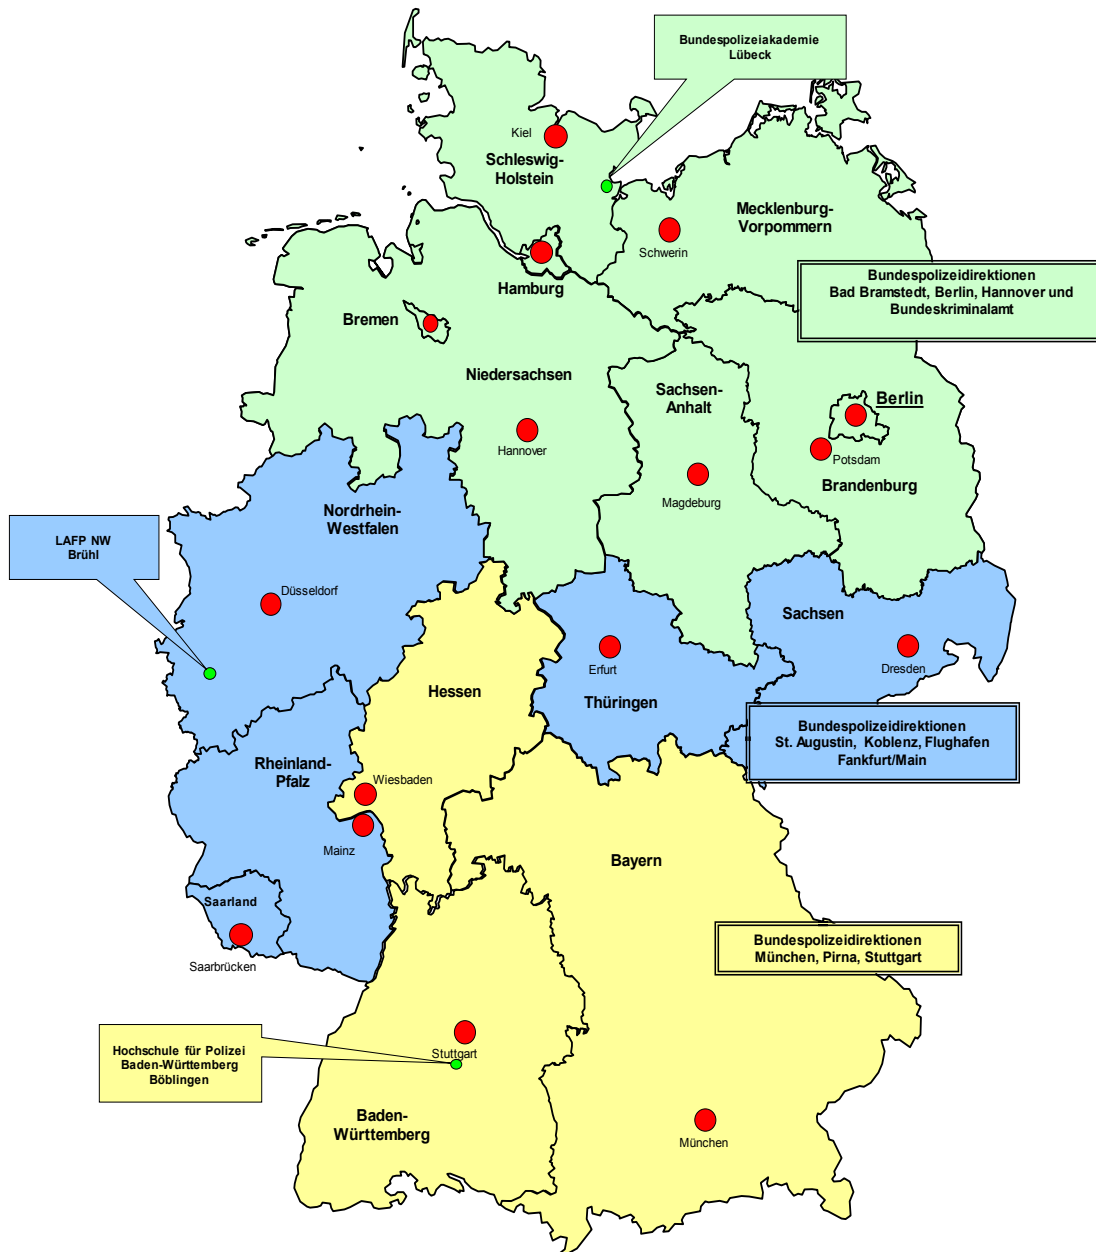 Bundespolizeiakademie
Lübeck
Kiel
Schleswig-
Holstein
Mecklenburg-
Vorpommern
Schwerin
Bundespolizeidirektionen
Bad Bramstedt, Berlin, Hannover und
Bundeskriminalamt
Hamburg
Bremen
Niedersachsen
Sachsen-
Anhalt
Berlin
Hannover
Potsdam
Magdeburg
Brandenburg
Nordrhein-
Westfalen
LAFP NW
Brühl
Düsseldorf
Sachsen
Erfurt
Dresden
Hessen
Thüringen
Bundespolizeidirektionen
St. Augustin, Koblenz, Flughafen
Fankfurt/Main
Rheinland-
Pfalz
Wiesbaden
Mainz
Bayern
Saarland
Saarbrücken
Bundespolizeidirektionen
München, Pirna, Stuttgart
Hochschule für Polizei
Baden-Württemberg
Böblingen
Stuttgart
Baden-
Württemberg
München